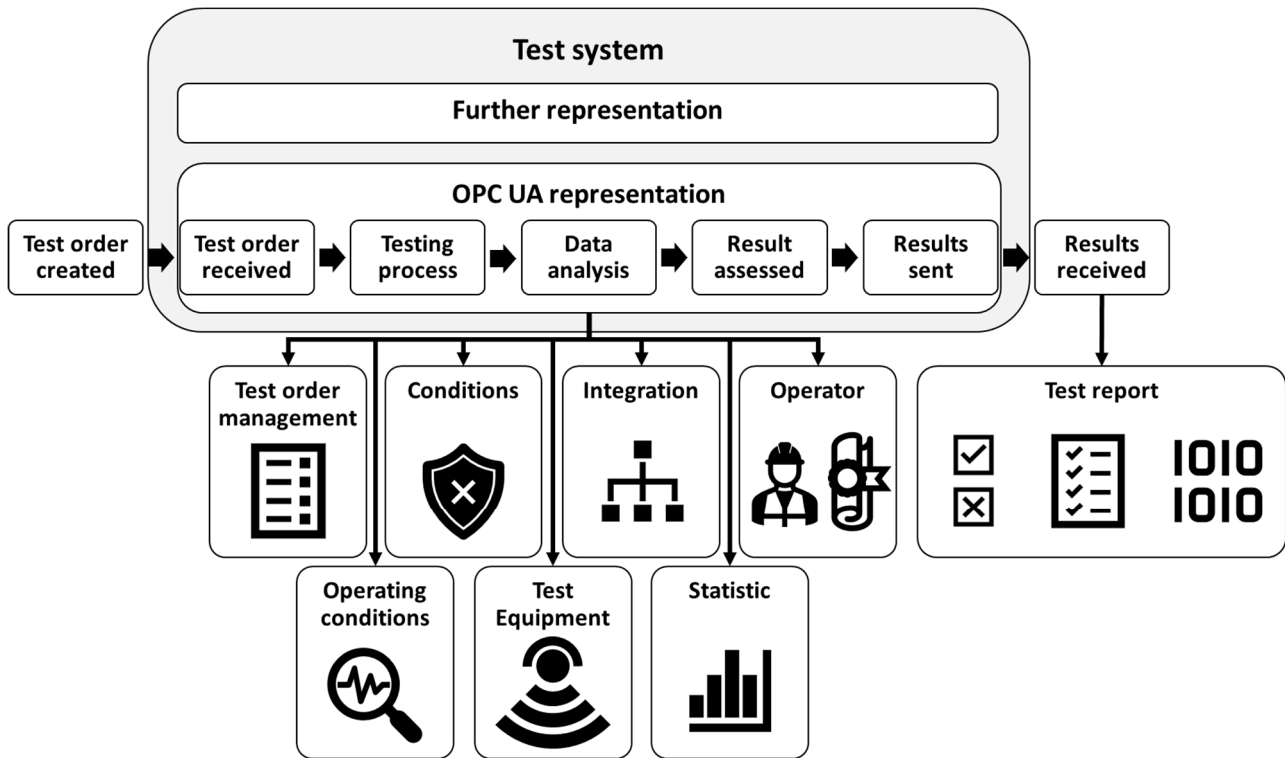 Test system
Further representation
OPC UA representation
Test order
created
Test order
received
Testing
process
Data
analysis
Result
assessed
Results
sent
Results
received
Test order
management
Conditions
Integration
Operator
Test report
1010
1010
Operating
conditions
Test
Equipment
Statistic